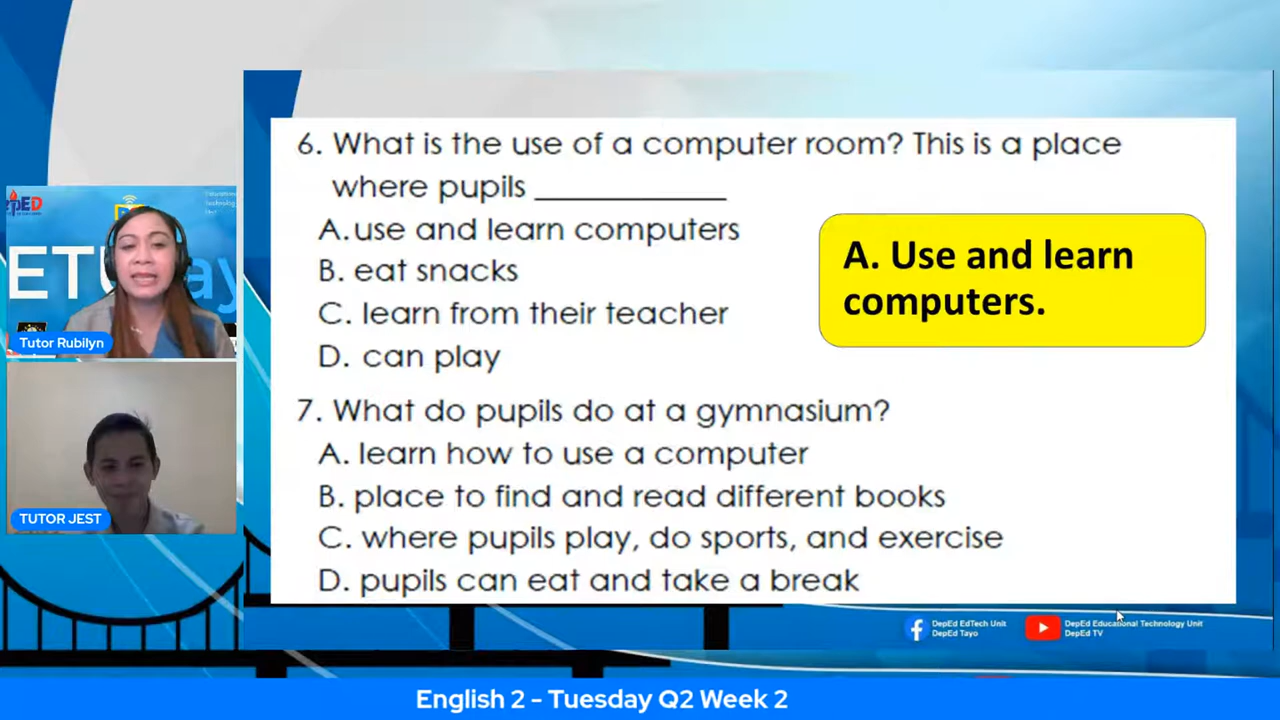 6. What is the use of a computer room? This is a place
where pupils ____________
A. use and learn computers
B. eat snacks
C. learn from their teacher
D. can play
A. Use and learn
computers.
7. What do pupils do at a gymnasium?
A. learn how to use a computer
B. place to find and read different books
C. where pupils play, do sports, and exercise
D. pupils can eat and take a break
ET
ay
Tutor Rubilyn
TUTOR JEST
DepEd EdTech Unit
DepEd Tayo
DepEd Educational Technology Unit
DepEd TV
English 2 - Tuesday Q2 Week 2